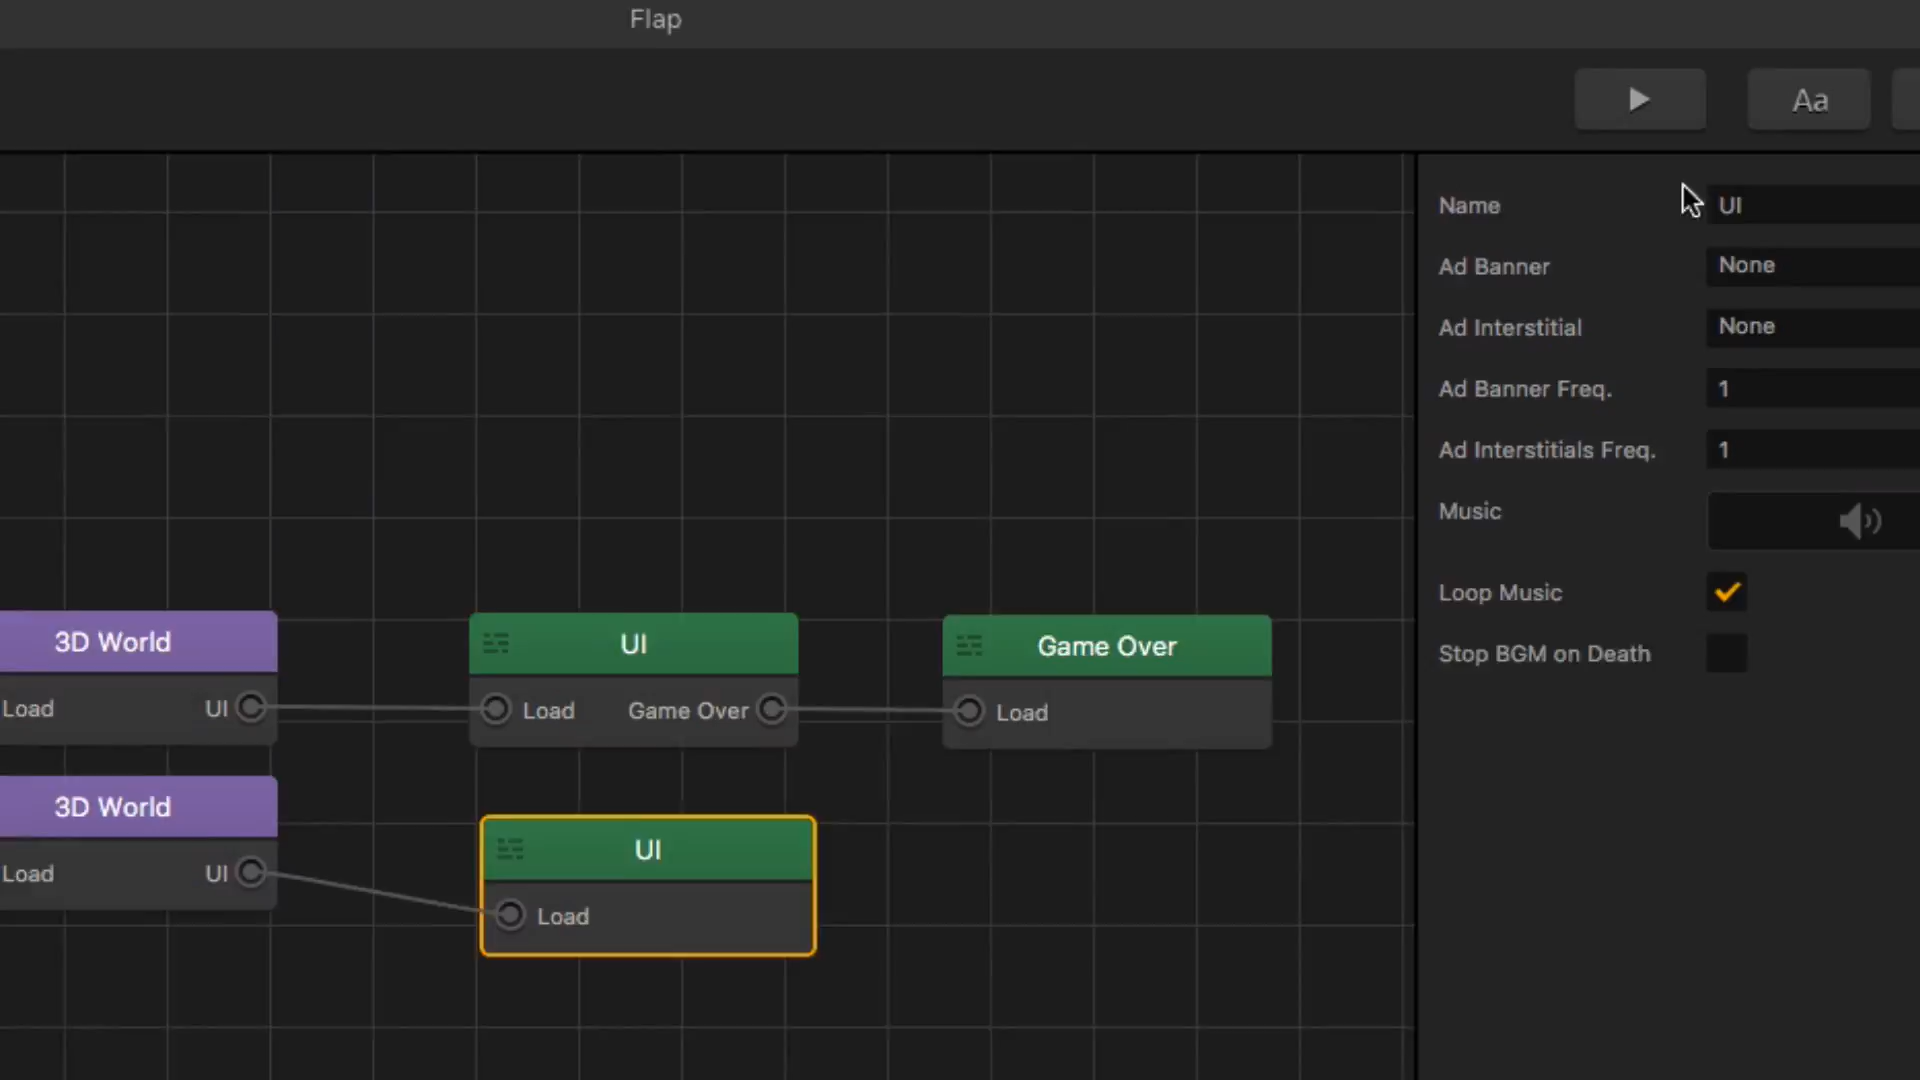 Flap
Aa
Name UI
Ad Banner None
Ad Interstitial None
Ad Banner Freq. 1
Ad Interstitials Freq. 1
Music
Loop Music
Stop BGM on Death
3D World
Load UI
UI
Load Game Over
Game Over
Load
3D World
Load UI
UI
Load